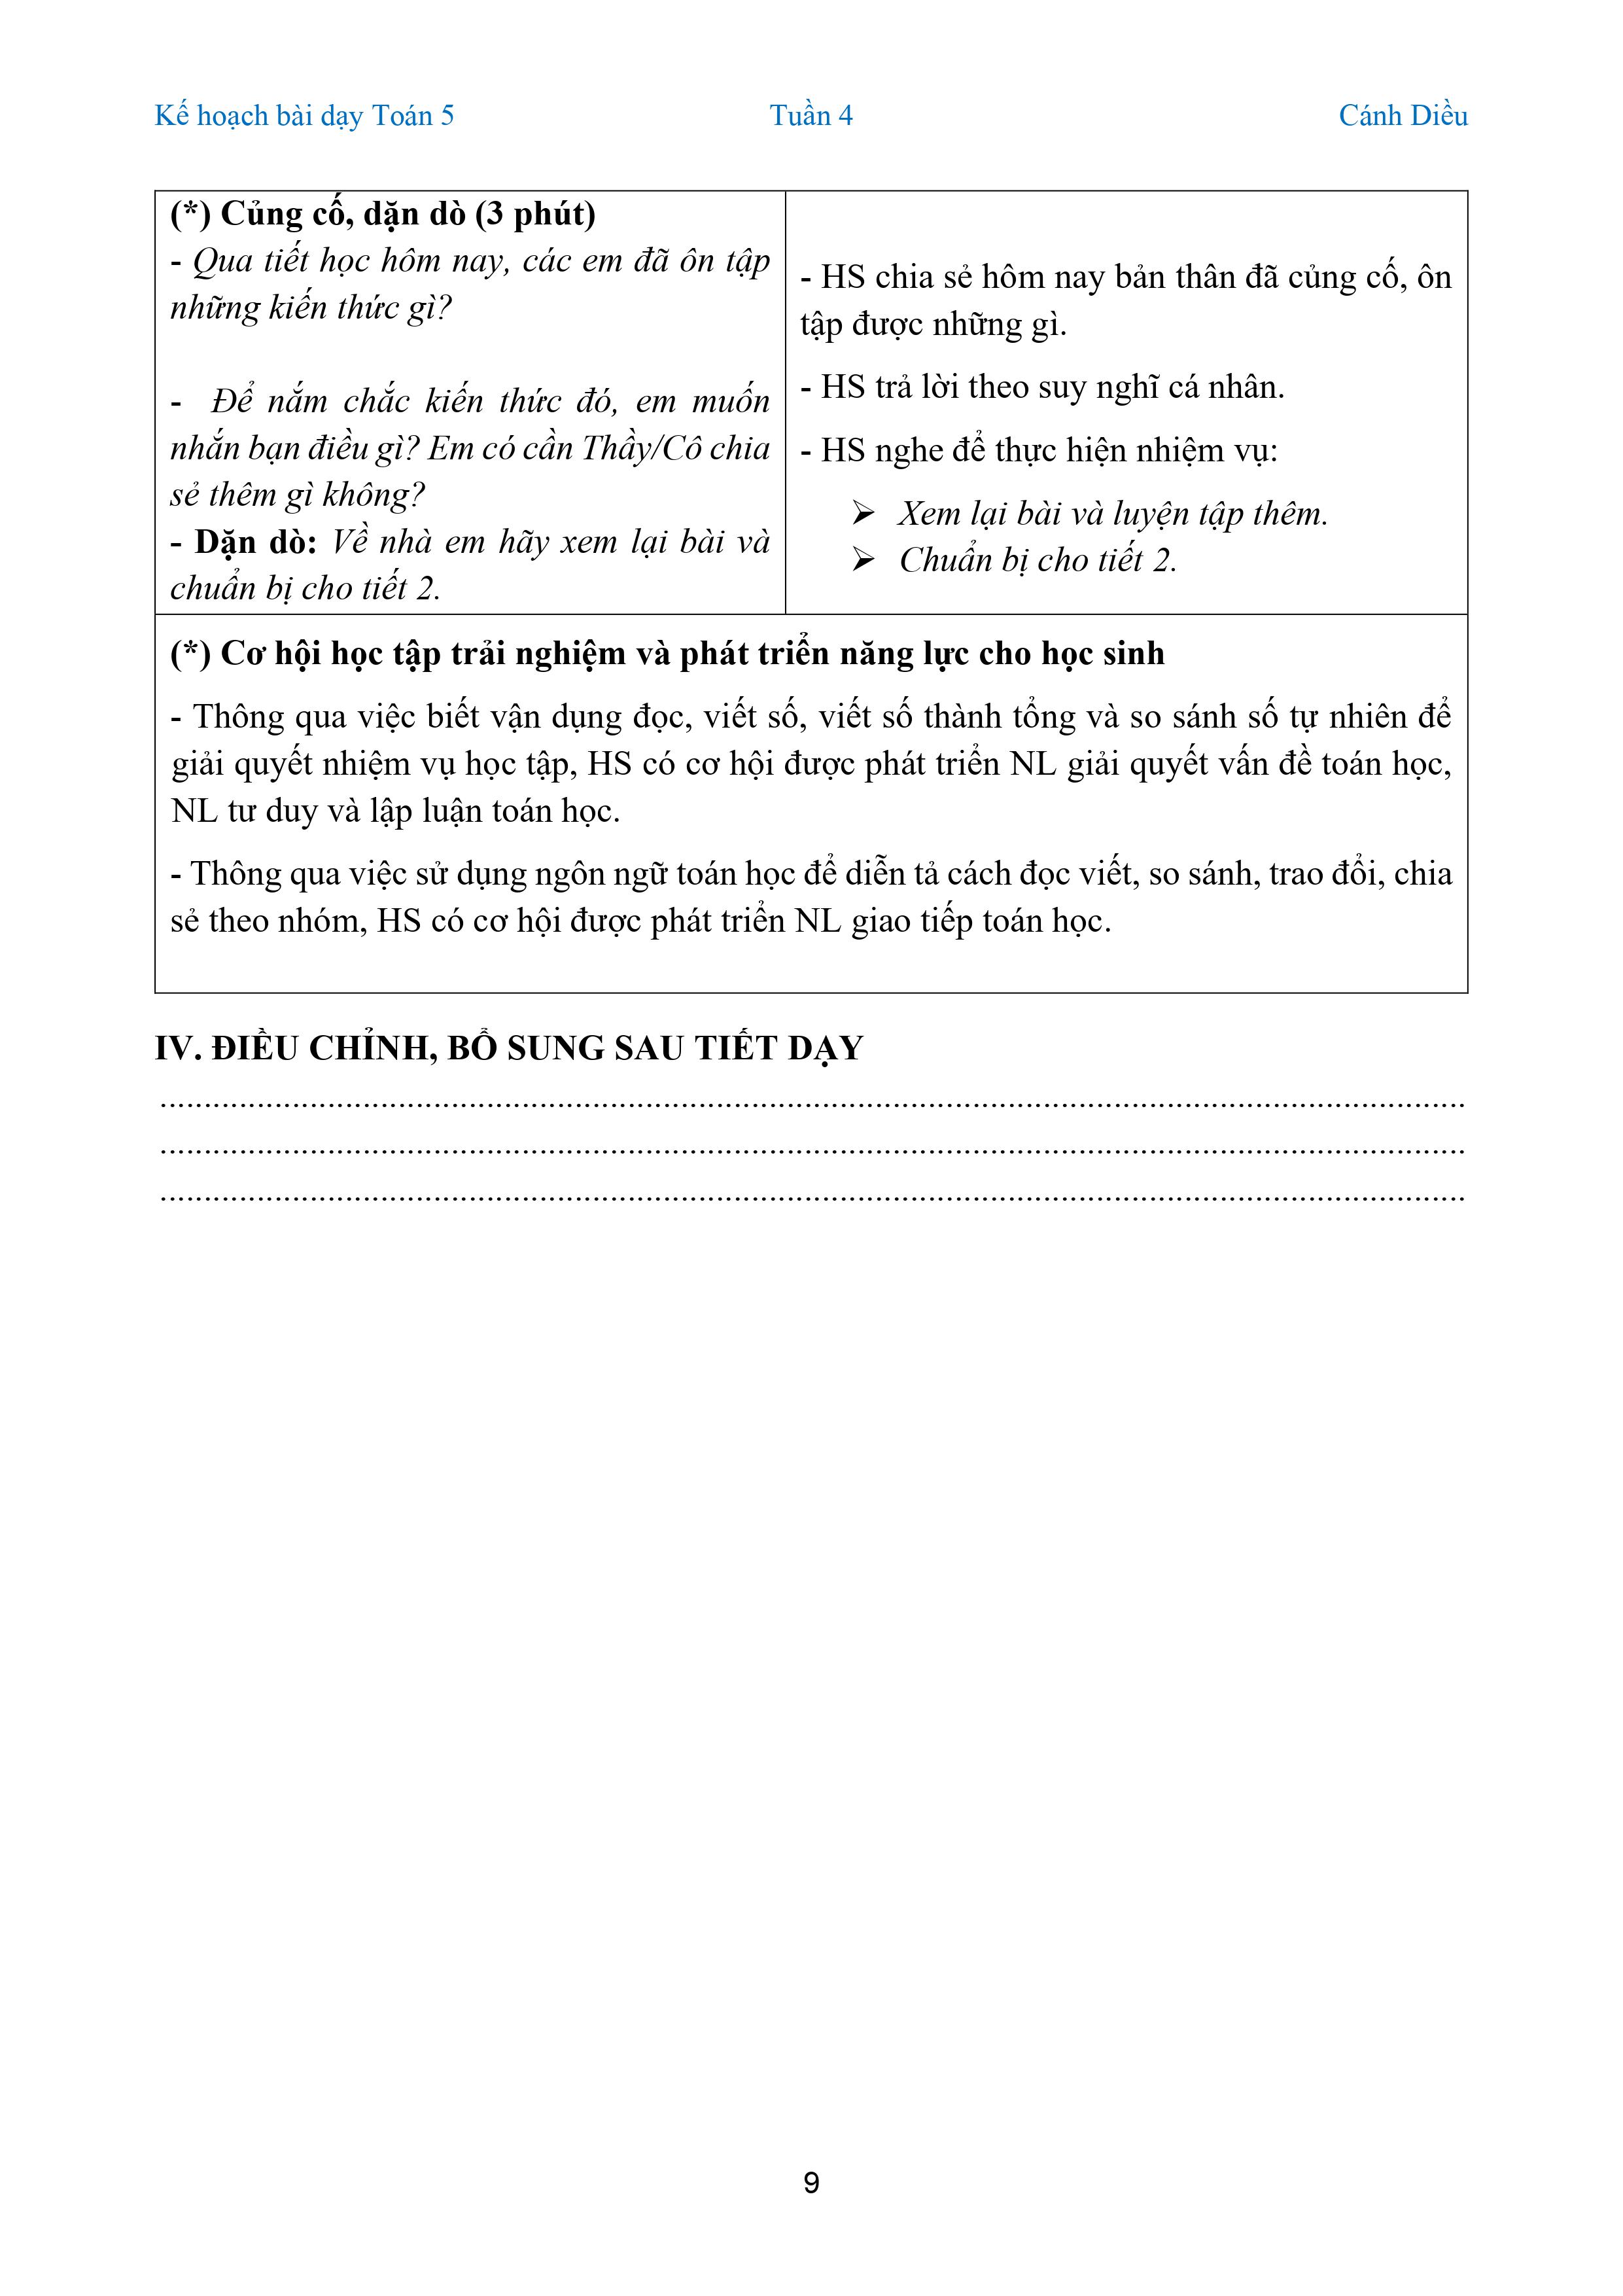 Kế hoạch bài dạy Toán 5 Tuần 4 Cánh Diều
(*) Củng cố, dặn dò (3 phút)
- Qua tiết học hôm nay, các em đã ôn tập
những kiến thức gì?
- Để nắm chắc kiến thức đó, em muốn
nhắn bạn điều gì? Em có cần Thầy/Cô chia
sẻ thêm gì không?
- Dặn dò: Về nhà em hãy xem lại bài và
chuẩn bị cho tiết 2.
- HS chia sẻ hôm nay bản thân đã củng cố, ôn
tập được những gì.
- HS trả lời theo suy nghĩ cá nhân.
- HS nghe để thực hiện nhiệm vụ:
➢ Xem lại bài và luyện tập thêm.
➢ Chuẩn bị cho tiết 2.
(*) Cơ hội học tập trải nghiệm và phát triển năng lực cho học sinh
- Thông qua việc biết vận dụng đọc, viết số, viết số thành tổng và so sánh số tự nhiên để
giải quyết nhiệm vụ học tập, HS có cơ hội được phát triển NL giải quyết vấn đề toán học,
NL tư duy và lập luận toán học.
- Thông qua việc sử dụng ngôn ngữ toán học để diễn tả cách đọc viết, so sánh, trao đổi, chia
sẻ theo nhóm, HS có cơ hội được phát triển NL giao tiếp toán học.
IV. ĐIỀU CHỈNH, BỔ SUNG SAU TIẾT DẠY
9